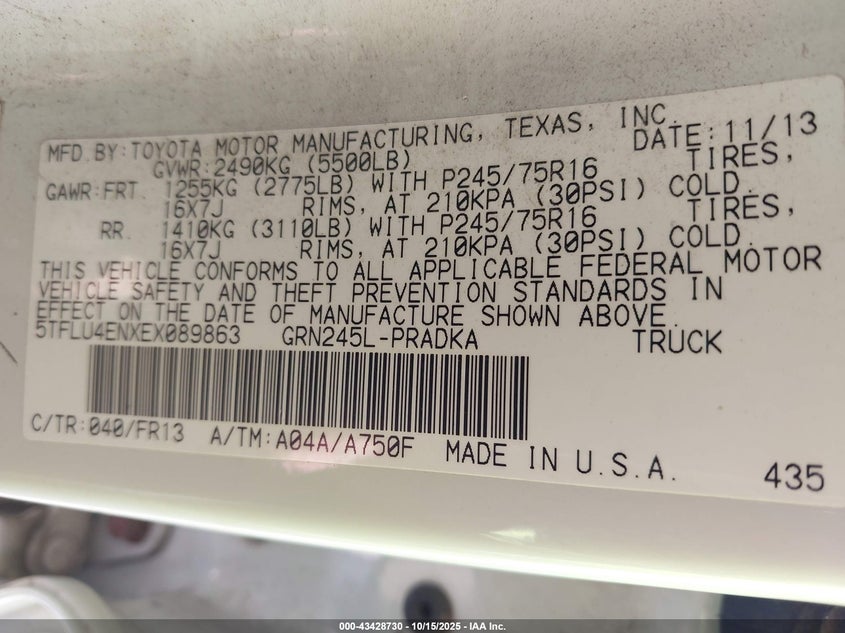 MFD. BY: TOYOTA MOTOR MANUFACTURING, TEXAS, INC.
GVWR: 2490KG (5500LB) DATE: 11/13
GAWR: FRT. 1255KG (2775LB) WITH P245/75R16 TIRES,
16X7J RIMS, AT 210KPA (30PSI) COLD.
RR. 1410KG (3110LB) WITH P245/75R16 TIRES,
16X7J RIMS, AT 210KPA (30PSI) COLD.
THIS VEHICLE CONFORMS TO ALL APPLICABLE FEDERAL MOTOR
VEHICLE SAFETY AND THEFT PREVENTION STANDARDS IN
EFFECT ON THE DATE OF MANUFACTURE SHOWN ABOVE.
5TFLU4ENXEX089863 GRN245L-PRADKA TRUCK
C/TR: 040/FR13 A/TM: A04A/A750F MADE IN U.S.A. 435
000-43428730 - 10/15/2025 - IAA Inc.